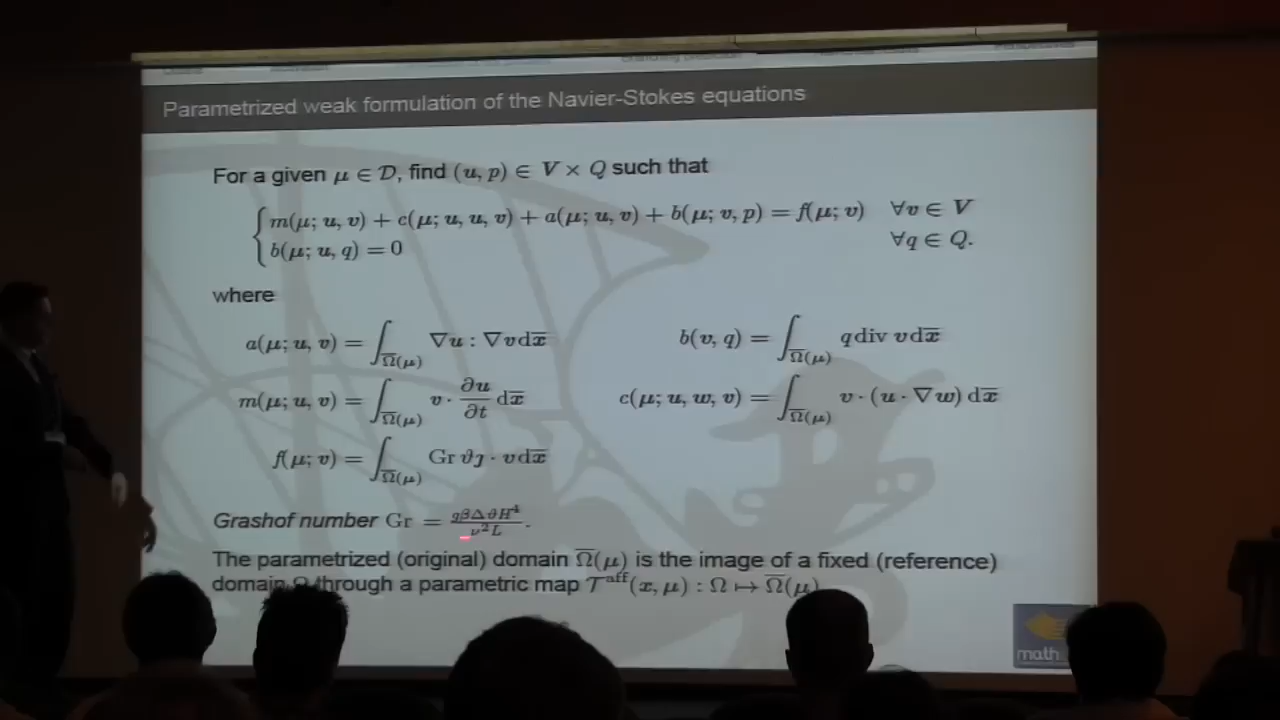 Parametrized weak formulation of the Navier-Stokes equations
For a given μ ∈ D, find (u, p) ∈ V × Q such that
m(μ; u, v) + c(μ; u, u, v) + a(μ; u, v) + b(μ; v, p) = f(μ; v) ∀v ∈ V
b(μ; u, q) = 0 ∀q ∈ Q.
where
a(μ; u, v) = ∫_Ω̅(μ) ∇u : ∇v dx̅ b(v, q) = ∫_Ω̅(μ) q div v dx̅
m(μ; u, v) = ∫_Ω̅(μ) v · ∂u/∂t dx̅ c(μ; u, w, v) = ∫_Ω̅(μ) v · (u · ∇w) dx̅
f(μ; v) = ∫_Ω̅(μ) Gr ϑȷ · v dx̅
Grashof number Gr = gβΔϑH⁴/ν²L.
The parametrized (original) domain Ω̅(μ) is the image of a fixed (reference)
domain Ω through a parametric map T^aff(x, μ) : Ω ↦ Ω̅(μ)
math